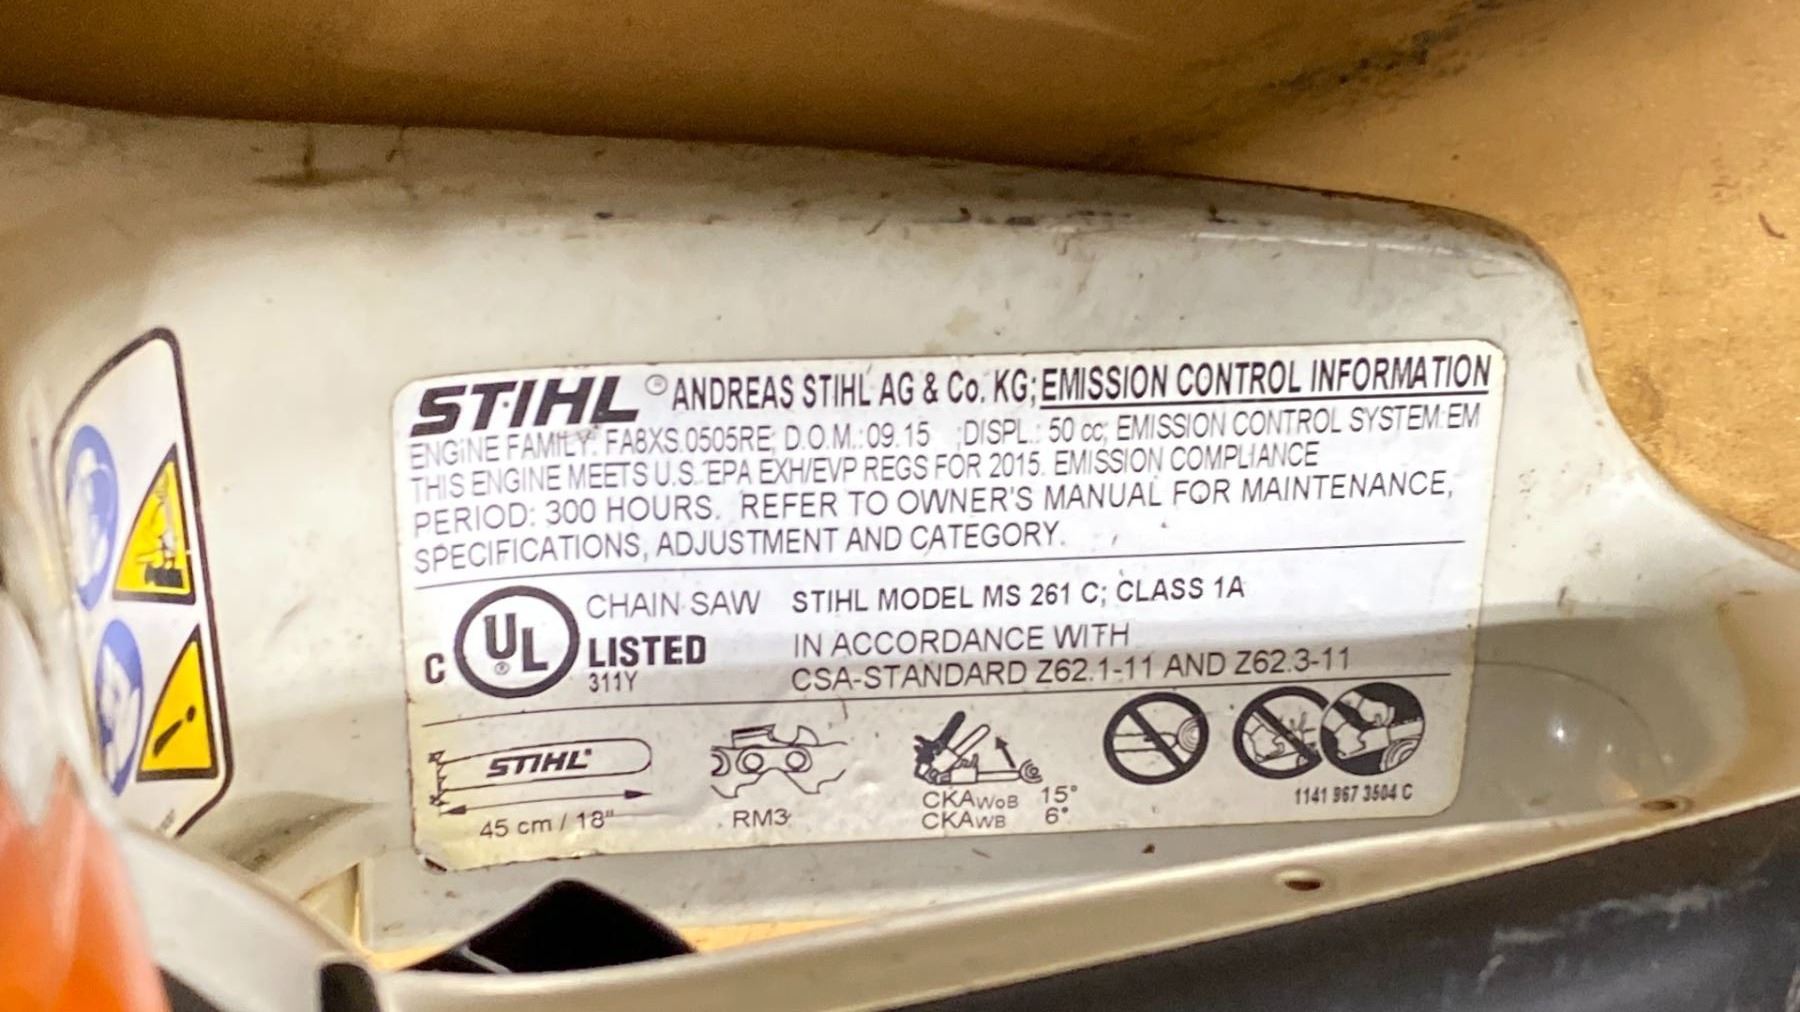 STIHL ® ANDREAS STIHL AG & Co. KG; EMISSION CONTROL INFORMATION
ENGINE FAMILY: FA8XS.0505RE; D.O.M.:09.15 ;DISPL.: 50 cc; EMISSION CONTROL SYSTEM:EM
THIS ENGINE MEETS U.S. EPA EXH/EVP REGS FOR 2015. EMISSION COMPLIANCE
PERIOD: 300 HOURS. REFER TO OWNER'S MANUAL FOR MAINTENANCE,
SPECIFICATIONS, ADJUSTMENT AND CATEGORY.
C UL ® CHAIN SAW
LISTED
311Y
STIHL MODEL MS 261 C; CLASS 1A
IN ACCORDANCE WITH
CSA-STANDARD Z62.1-11 AND Z62.3-11
STIHL®
45 cm / 18"
RM3
CKAWOB 15°
CKAWB 6°
1141 967 3504 C